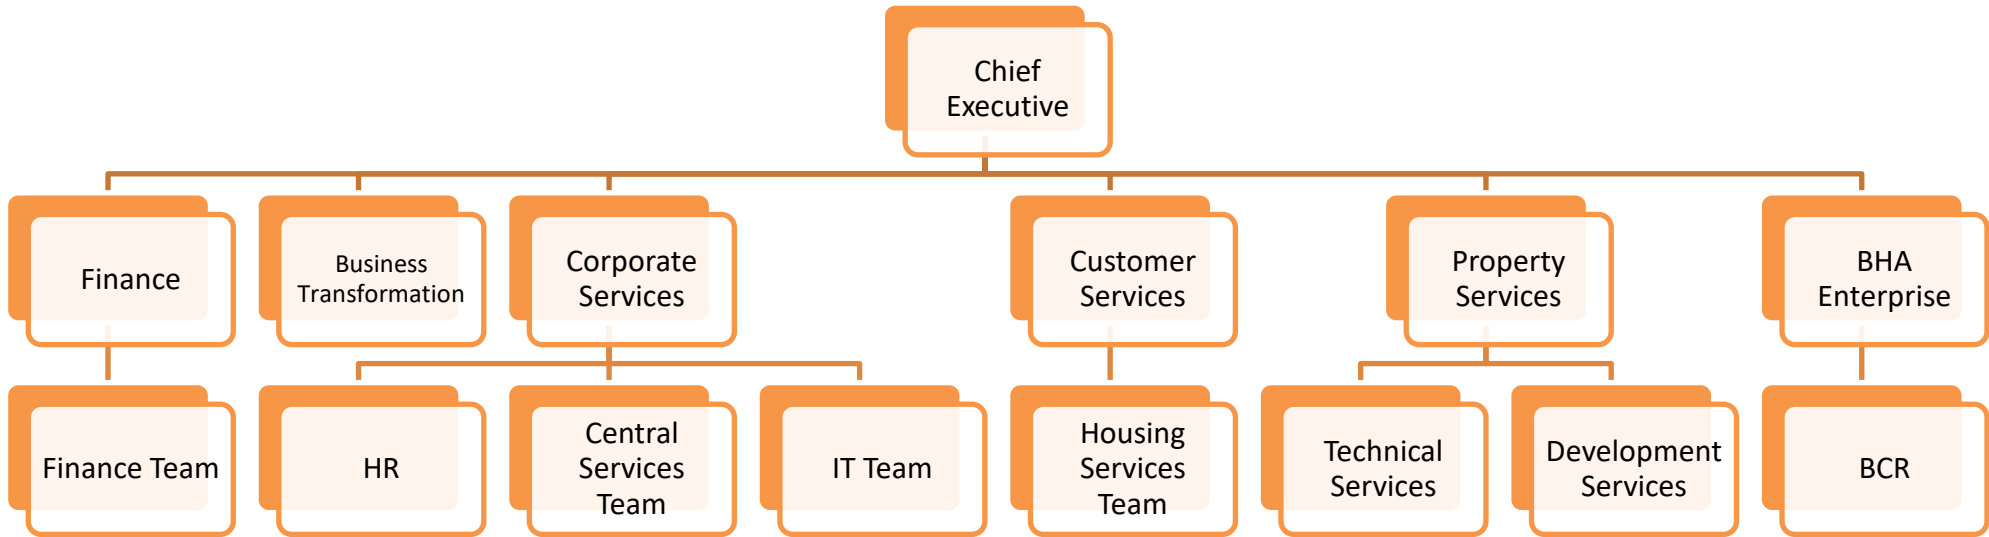 Chief
Executive
Finance
Business
Transformation
Corporate
Services
Customer
Services
Property
Services
BHA
Enterprise
Finance Team
HR
Central
Services
Team
IT Team
Housing
Services
Team
Technical
Services
Development
Services
BCR